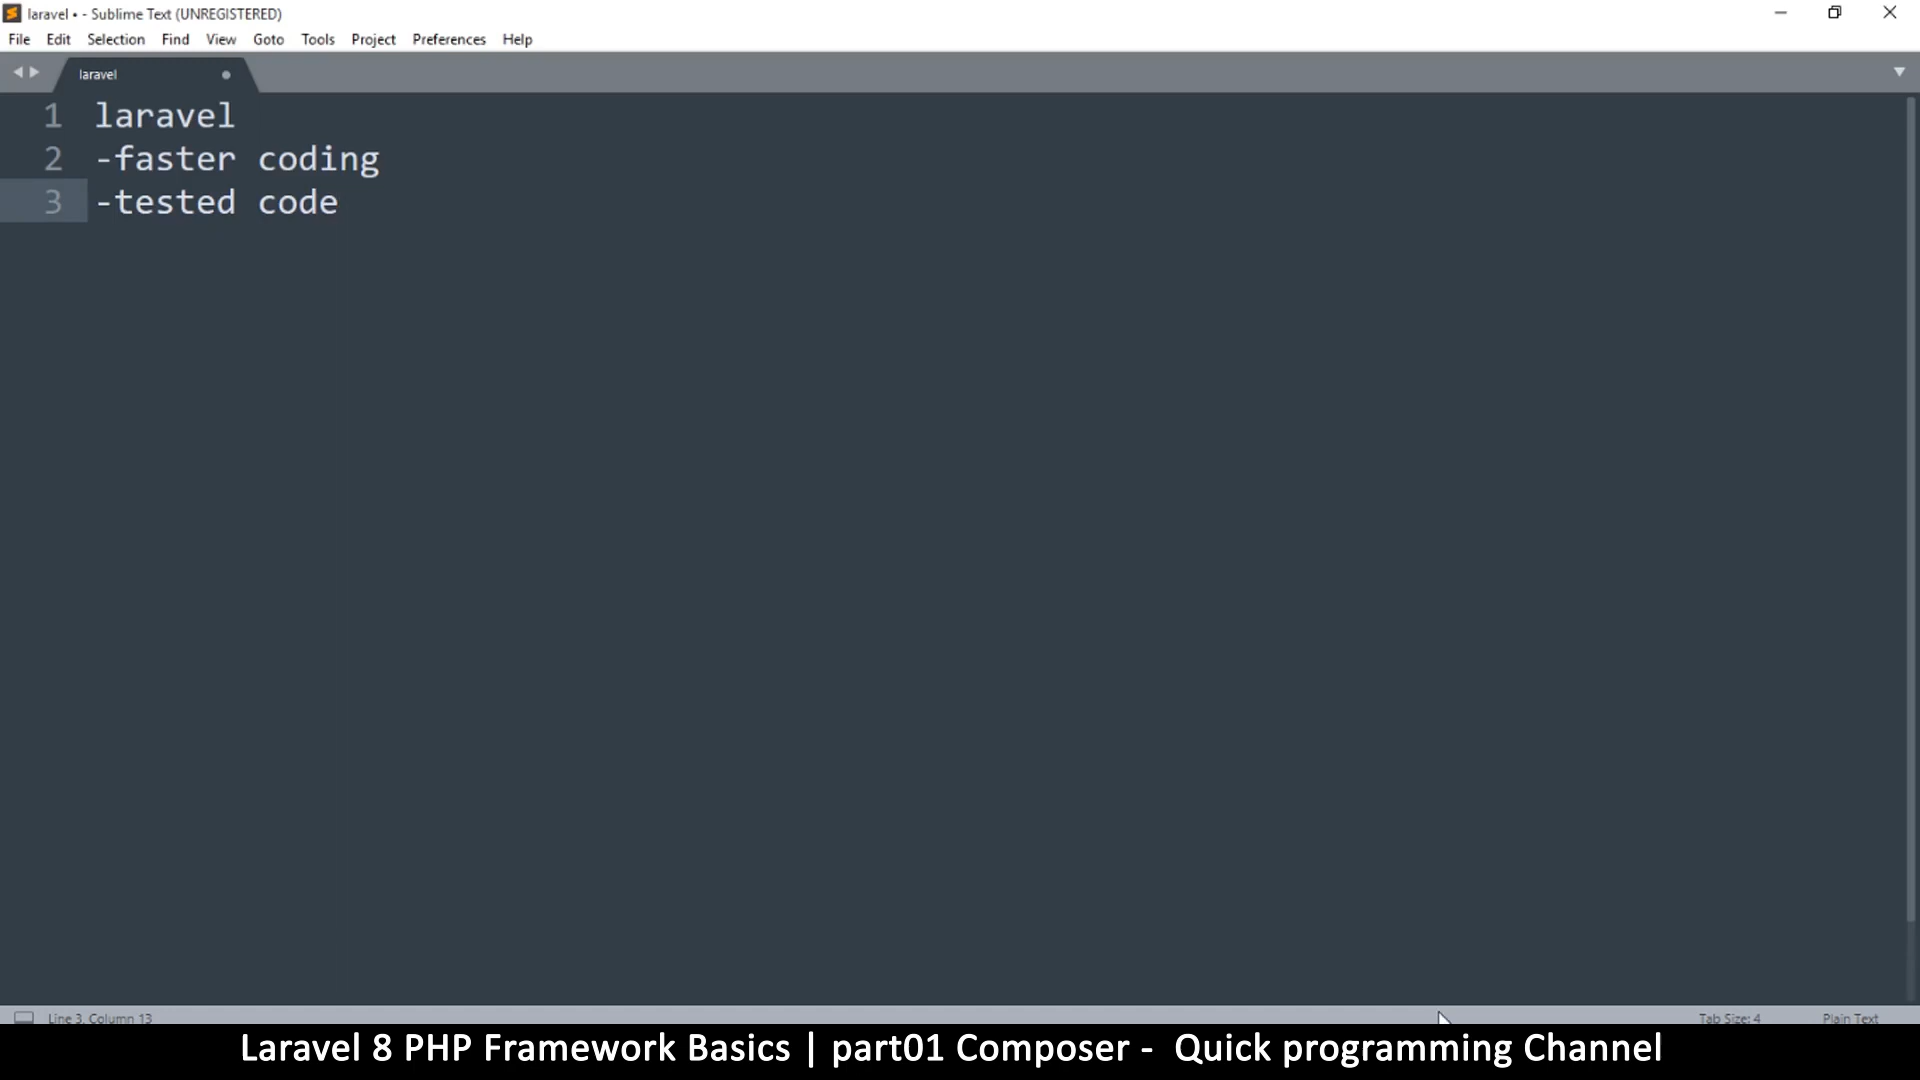 laravel • - Sublime Text (UNREGISTERED)
File Edit Selection Find View Goto Tools Project Preferences Help
laravel
1 laravel
2 -faster coding
3 -tested code
Line 3, Column 13 Tab Size: 4 Plain Text
Laravel 8 PHP Framework Basics | part01 Composer - Quick programming Channel